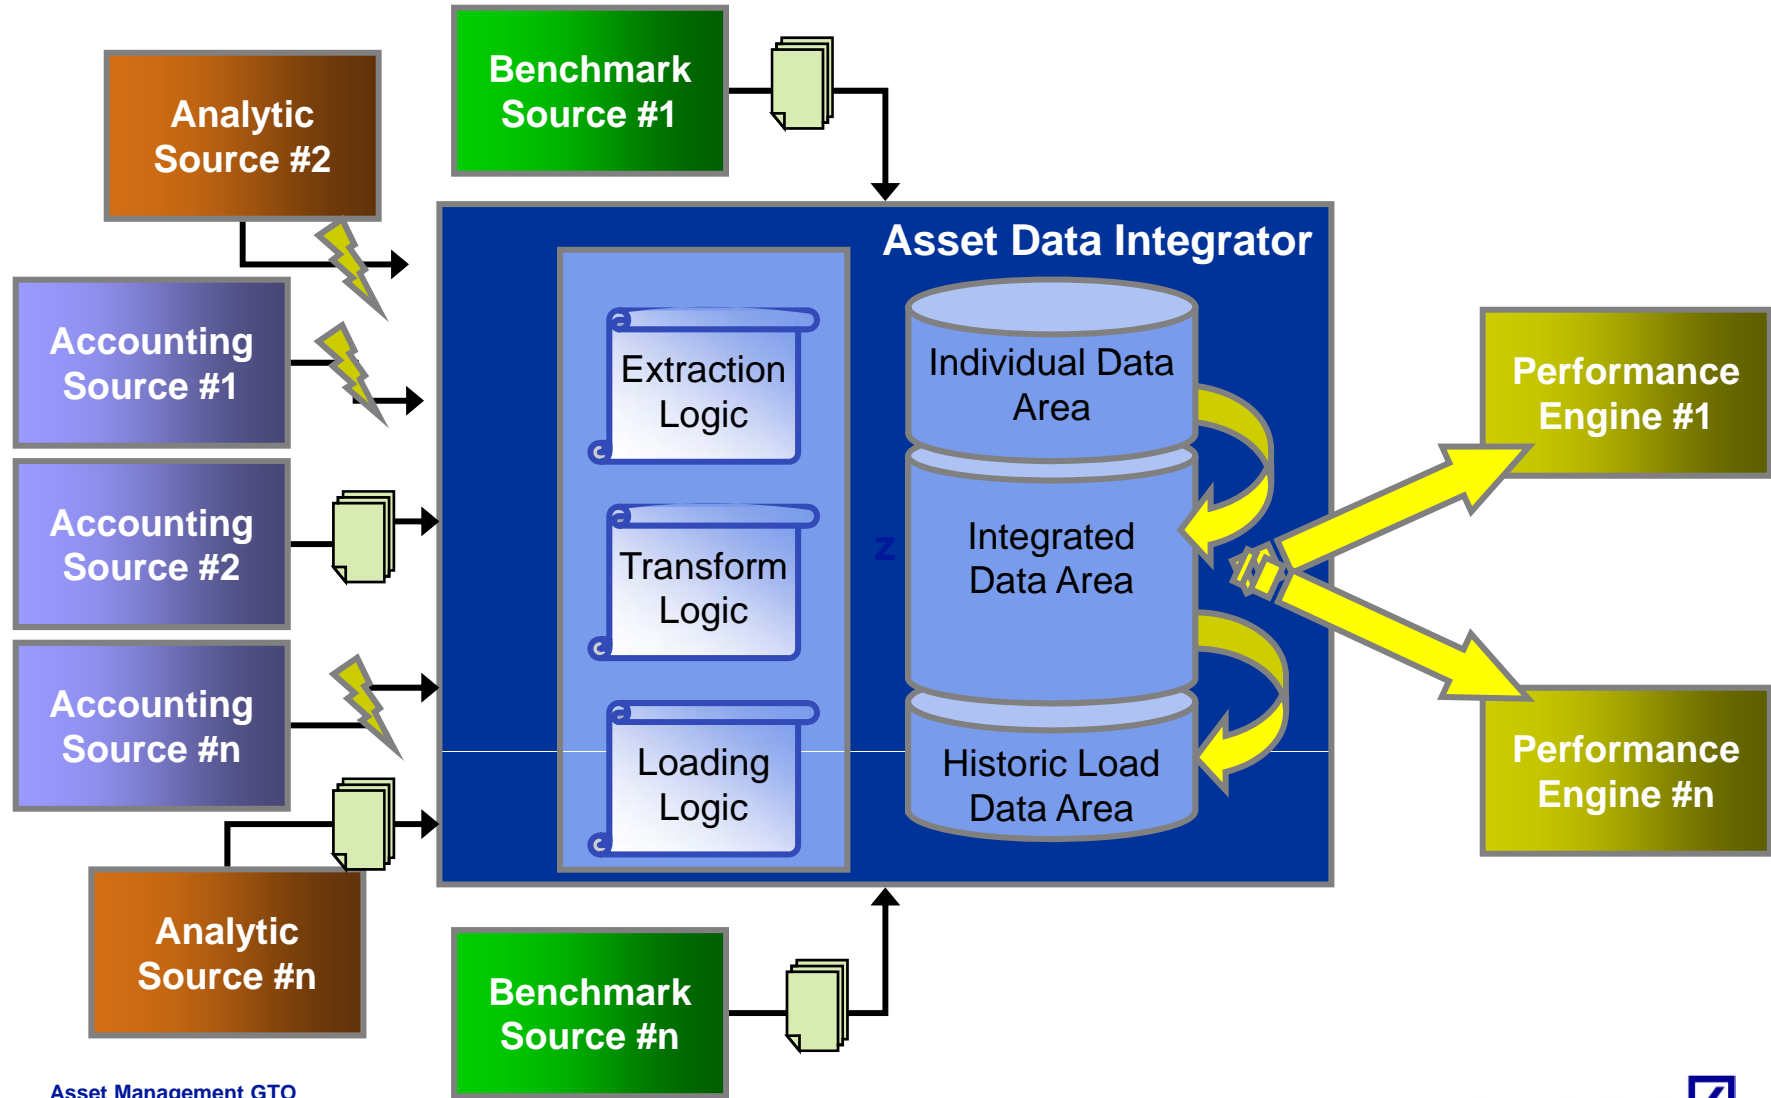 Benchmark
Source #1
Analytic
Source #2
Asset Data Integrator
Accounting
Source #1
Extraction
Logic
Individual Data
Area
Performance
Engine #1
Accounting
Source #2
Transform
Logic
z
Integrated
Data Area
Accounting
Source #n
Loading
Logic
Historic Load
Data Area
Performance
Engine #n
Analytic
Source #n
Benchmark
Source #n
Asset Management GTO